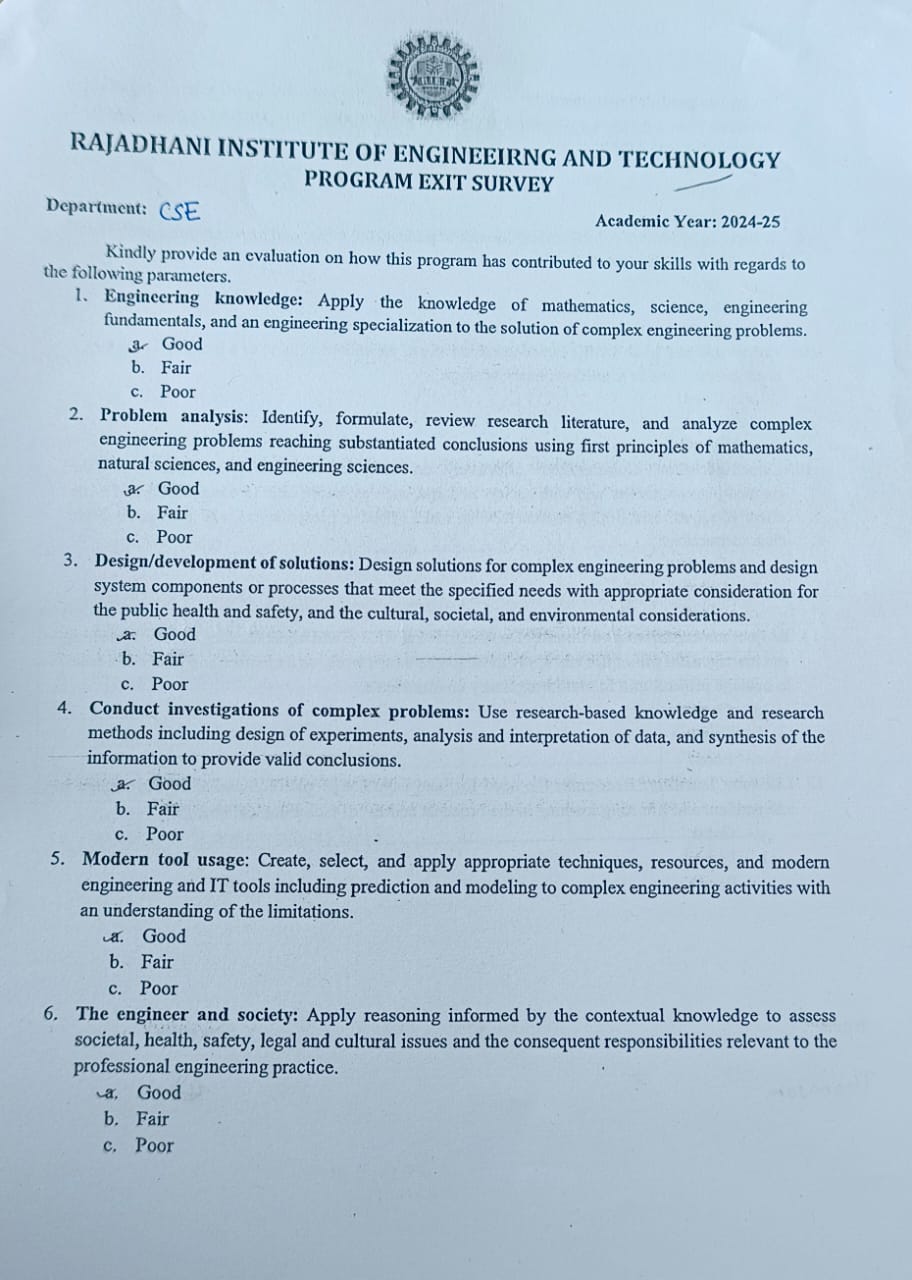 RAJADHANI INSTITUTE OF ENGINEEIRNG AND TECHNOLOGY
PROGRAM EXIT SURVEY
Department: CSE
Academic Year: 2024-25
Kindly provide an evaluation on how this program has contributed to your skills with regards to
the following parameters.
1. Engineering knowledge: Apply the knowledge of mathematics, science, engineering
fundamentals, and an engineering specialization to the solution of complex engineering problems.
a. Good
b. Fair
c. Poor
2. Problem analysis: Identify, formulate, review research literature, and analyze complex
engineering problems reaching substantiated conclusions using first principles of mathematics,
natural sciences, and engineering sciences.
a. Good
b. Fair
c. Poor
3. Design/development of solutions: Design solutions for complex engineering problems and design
system components or processes that meet the specified needs with appropriate consideration for
the public health and safety, and the cultural, societal, and environmental considerations.
a. Good
b. Fair
c. Poor
4. Conduct investigations of complex problems: Use research-based knowledge and research
methods including design of experiments, analysis and interpretation of data, and synthesis of the
information to provide valid conclusions.
a. Good
b. Fair
c. Poor
5. Modern tool usage: Create, select, and apply appropriate techniques, resources, and modern
engineering and IT tools including prediction and modeling to complex engineering activities with
an understanding of the limitations.
a. Good
b. Fair
c. Poor
6. The engineer and society: Apply reasoning informed by the contextual knowledge to assess
societal, health, safety, legal and cultural issues and the consequent responsibilities relevant to the
professional engineering practice.
a. Good
b. Fair
c. Poor